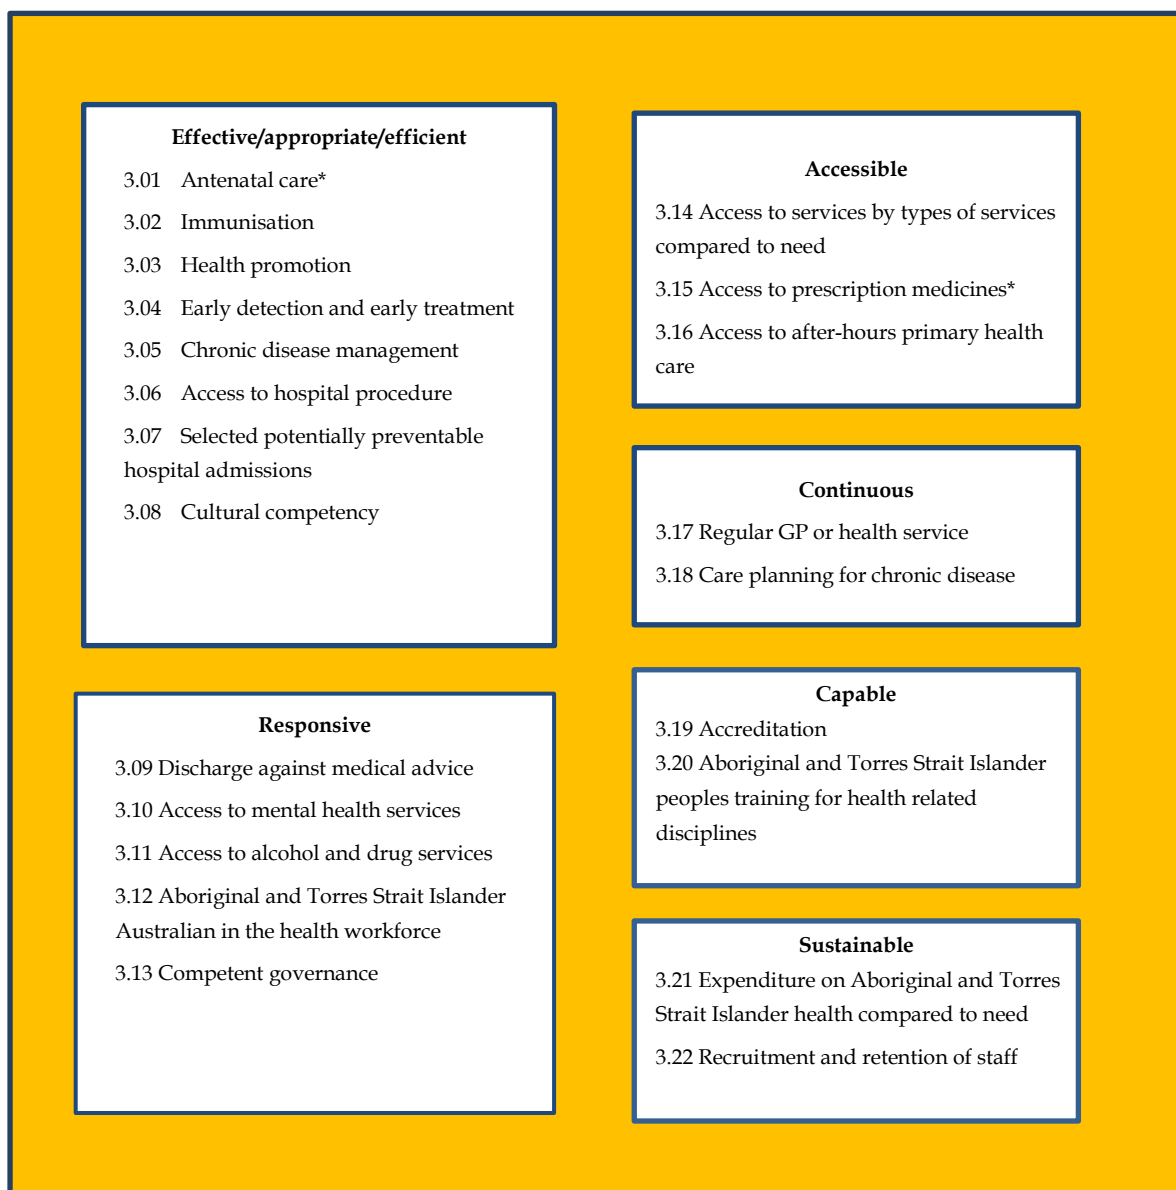 Effective/appropriate/efficient
3.01 Antenatal care*
3.02 Immunisation
3.03 Health promotion
3.04 Early detection and early treatment
3.05 Chronic disease management
3.06 Access to hospital procedure
3.07 Selected potentially preventable
hospital admissions
3.08 Cultural competency
Responsive
3.09 Discharge against medical advice
3.10 Access to mental health services
3.11 Access to alcohol and drug services
3.12 Aboriginal and Torres Strait Islander
Australian in the health workforce
3.13 Competent governance
Accessible
3.14 Access to services by types of services
compared to need
3.15 Access to prescription medicines*
3.16 Access to after-hours primary health
care
Continuous
3.17 Regular GP or health service
3.18 Care planning for chronic disease
Capable
3.19 Accreditation
3.20 Aboriginal and Torres Strait Islander
peoples training for health related
disciplines
Sustainable
3.21 Expenditure on Aboriginal and Torres
Strait Islander health compared to need
3.22 Recruitment and retention of staff